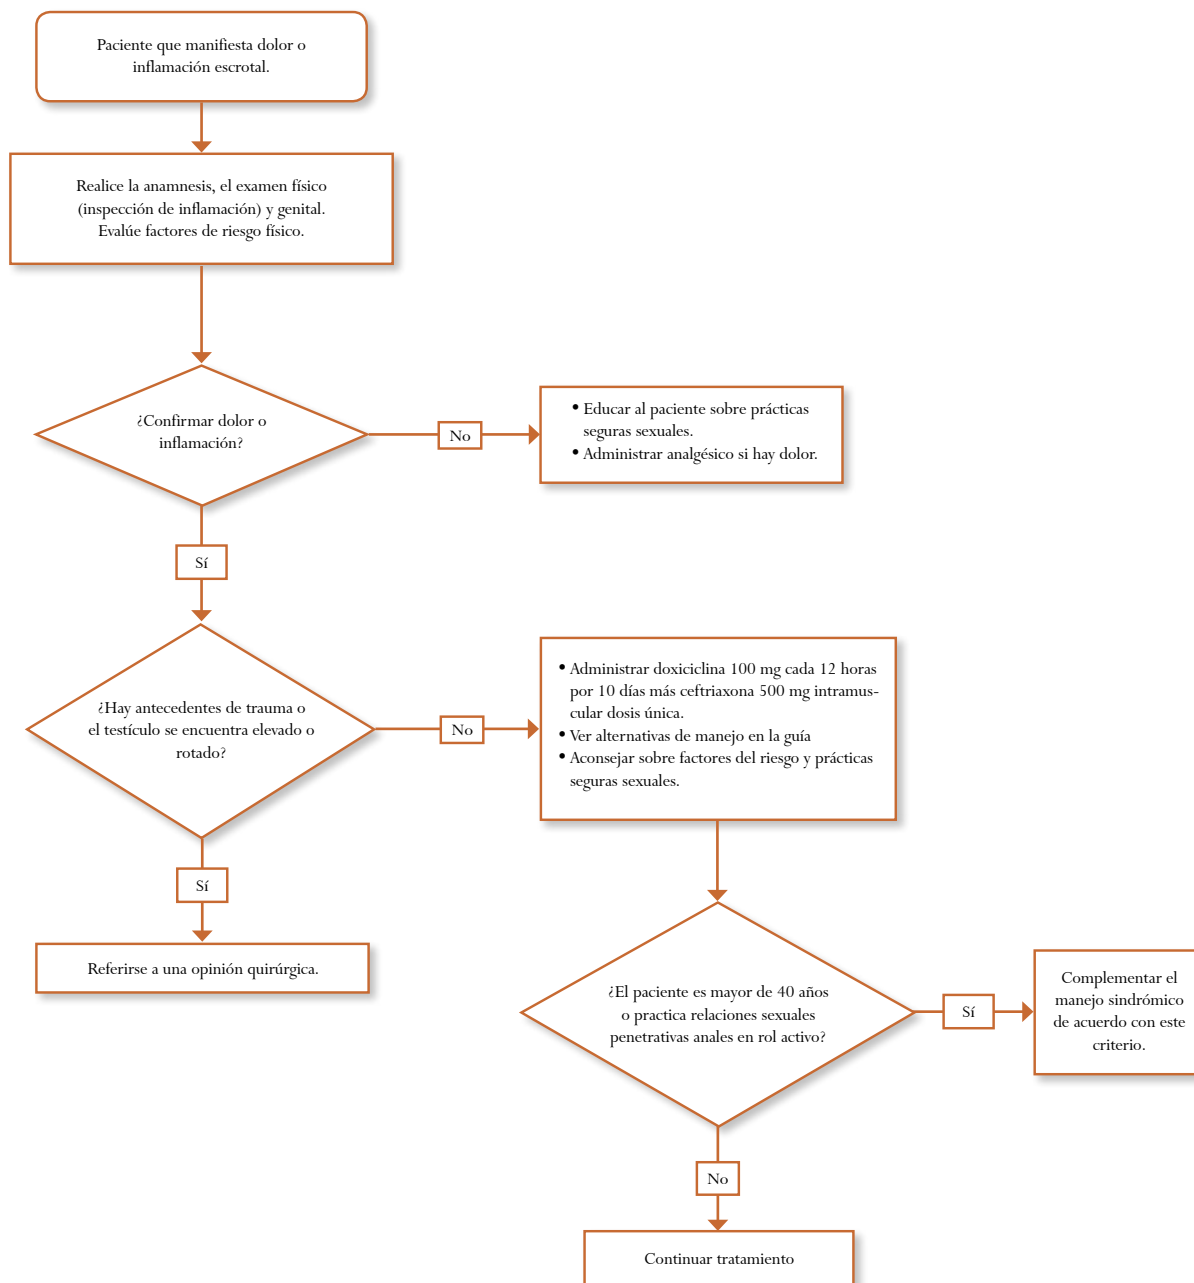 Paciente que manifiesta dolor o
inflamación escrotal.
Realice la anamnesis, el examen físico
(inspección de inflamación) y genital.
Evalúe factores de riesgo físico.
¿Confirmar dolor o
inflamación?
No
• Educar al paciente sobre prácticas
seguras sexuales.
• Administrar analgésico si hay dolor.
Sí
¿Hay antecedentes de trauma o
el testículo se encuentra elevado o
rotado?
No
• Administrar doxiciclina 100 mg cada 12 horas
por 10 días más ceftriaxona 500 mg intramus-
cular dosis única.
• Ver alternativas de manejo en la guía
• Aconsejar sobre factores del riesgo y prácticas
seguras sexuales.
Sí
Referirse a una opinión quirúrgica.
¿El paciente es mayor de 40 años
o practica relaciones sexuales
penetrativas anales en rol activo?
Sí
Complementar el
manejo sindrómico
de acuerdo con este
criterio.
No
Continuar tratamiento